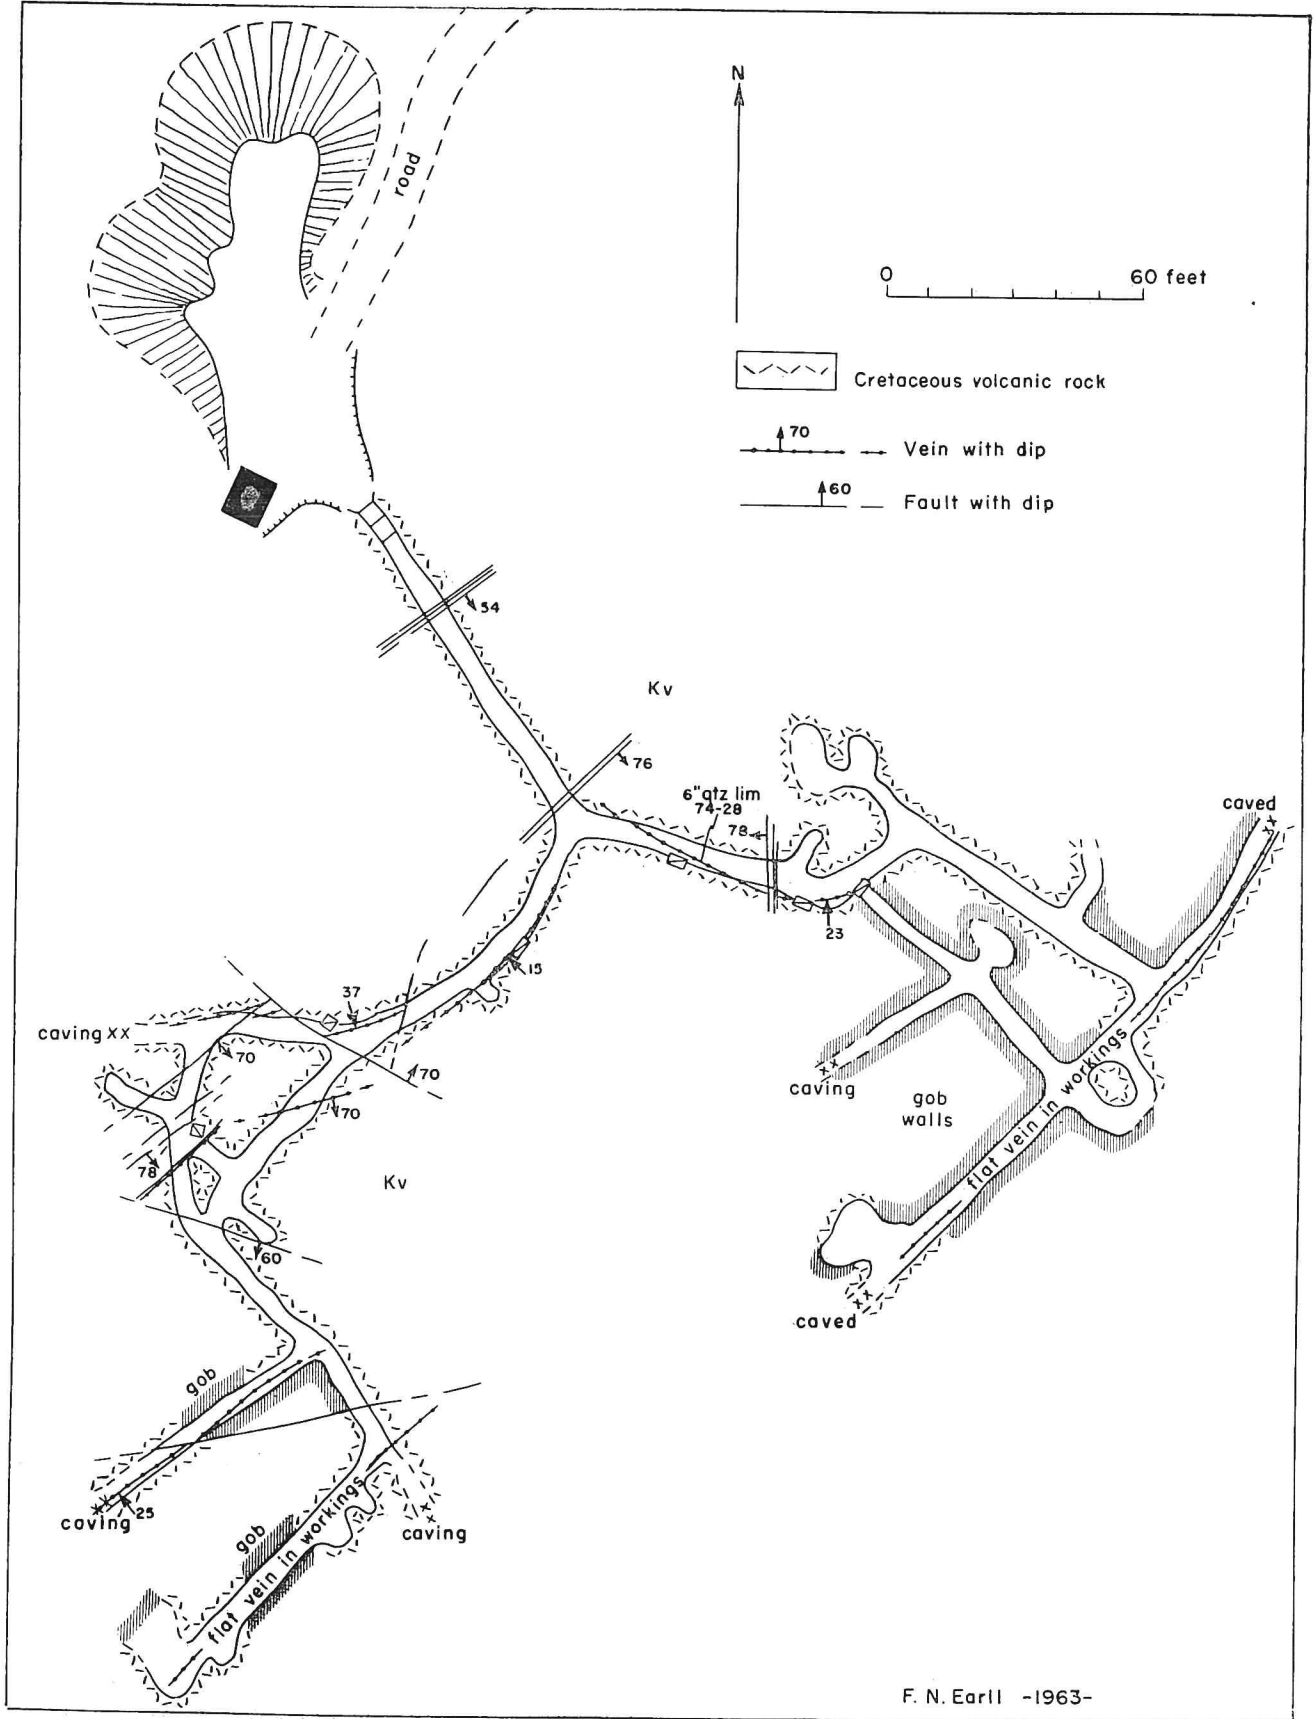 road
N
0 60 feet
Cretaceous volcanic rock
70
Vein with dip
60
Fault with dip
54
Kv
76
6" qtz lim
74-28
78
caved
23
15
37
caving XX
70
70
70
xx
caving
gob
walls
flat vein in workings
78
Kv
60
xx
caved
gob
25
caving
caving
gob
flat vein in workings
F. N. Earll -1963-